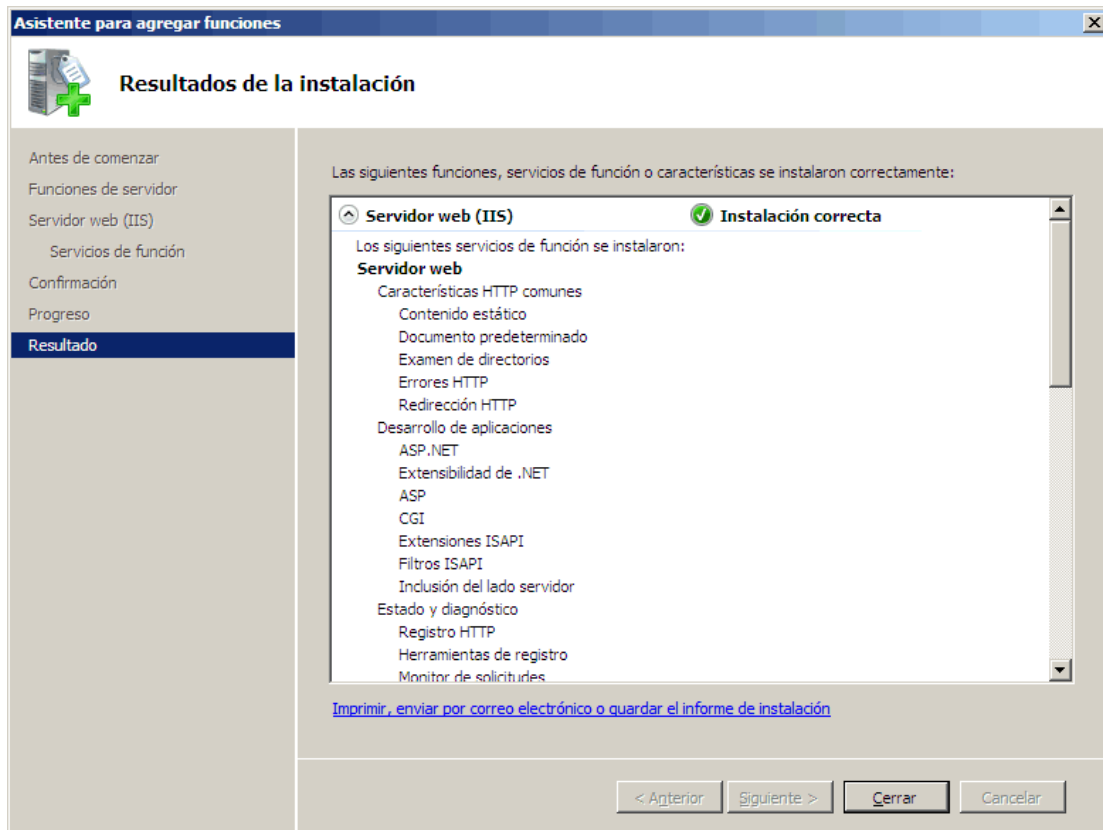 Asistente para agregar funciones
Resultados de la instalación
Antes de comenzar
Funciones de servidor
Servidor web (IIS)
Servicios de función
Confirmación
Progreso
Resultado
Las siguientes funciones, servicios de función o características se instalaron correctamente:
Servidor web (IIS) Instalación correcta
Los siguientes servicios de función se instalaron:
Servidor web
Características HTTP comunes
Contenido estático
Documento predeterminado
Examen de directorios
Errores HTTP
Redirección HTTP
Desarrollo de aplicaciones
ASP.NET
Extensibilidad de .NET
ASP
CGI
Extensiones ISAPI
Filtros ISAPI
Inclusión del lado servidor
Estado y diagnóstico
Registro HTTP
Herramientas de registro
Monitor de solicitudes
Imprimir, enviar por correo electrónico o guardar el informe de instalación
< Anterior Siguiente > Cerrar Cancelar